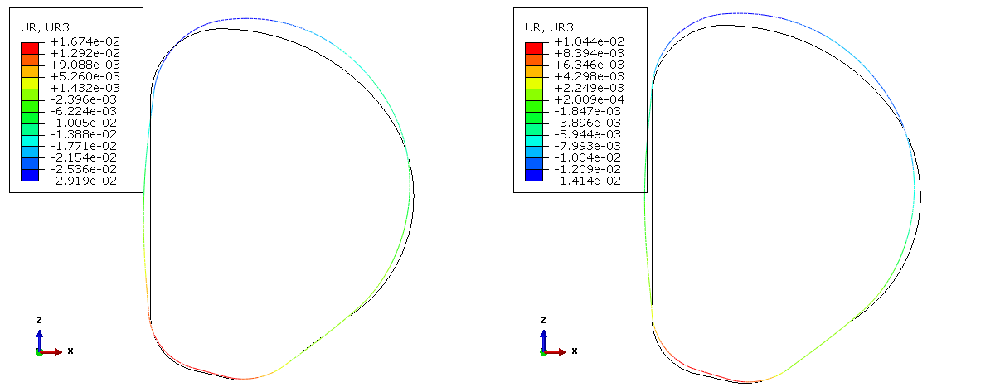 UR, UR3
+1.674e-02
+1.292e-02
+9.088e-03
+5.260e-03
+1.432e-03
-2.396e-03
-6.224e-03
-1.005e-02
-1.388e-02
-1.771e-02
-2.154e-02
-2.536e-02
-2.919e-02
z
x
UR, UR3
+1.044e-02
+8.394e-03
+6.346e-03
+4.298e-03
+2.249e-03
+2.009e-04
-1.847e-03
-3.896e-03
-5.944e-03
-7.993e-03
-1.004e-02
-1.209e-02
-1.414e-02
z
x